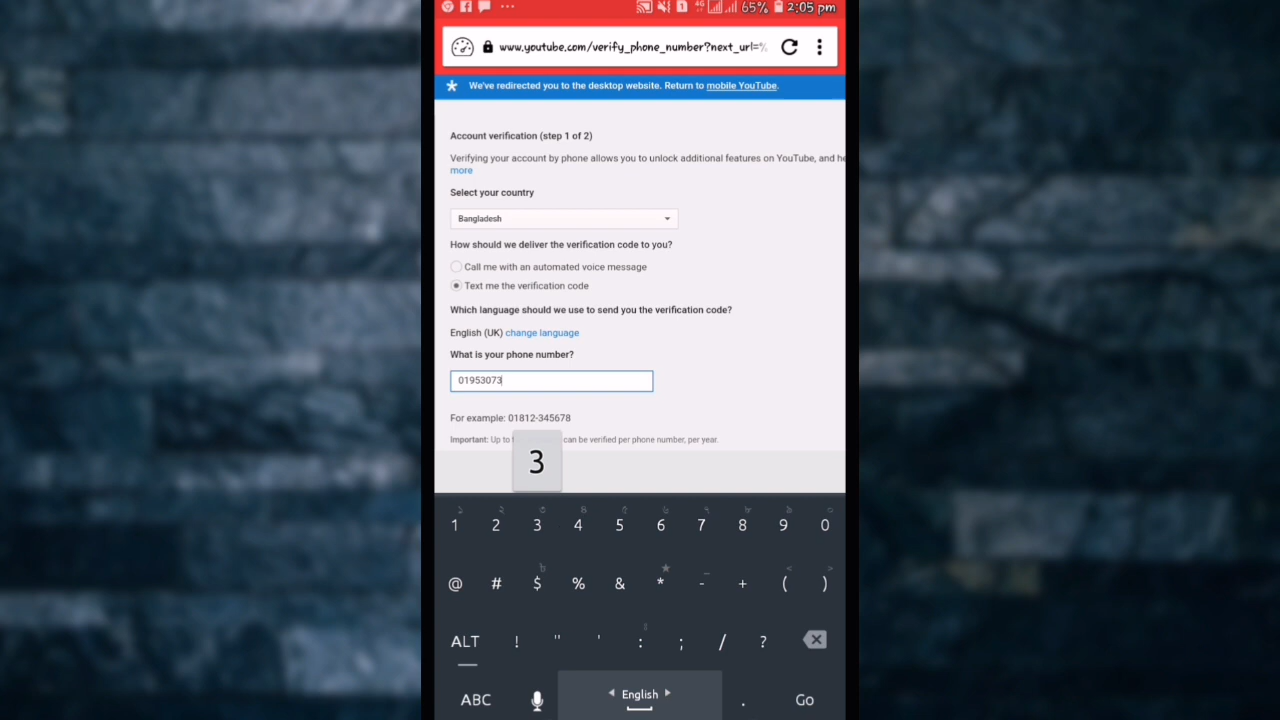 65% 2:05 pm
www.youtube.com/verify_phone_number?next_url=%
We've redirected you to the desktop website. Return to mobile YouTube.
Account verification (step 1 of 2)
Verifying your account by phone allows you to unlock additional features on YouTube, and he
more
Select your country
Bangladesh
How should we deliver the verification code to you?
Call me with an automated voice message
Text me the verification code
Which language should we use to send you the verification code?
English (UK) change language
What is your phone number?
01953073
For example: 01812-345678
Important: Up to can be verified per phone number, per year.
3
1 2 3 4 5 6 7 8 9 0
@ # $ % & * - + ( )
ALT ! " ' : ; / ?
ABC English . Go